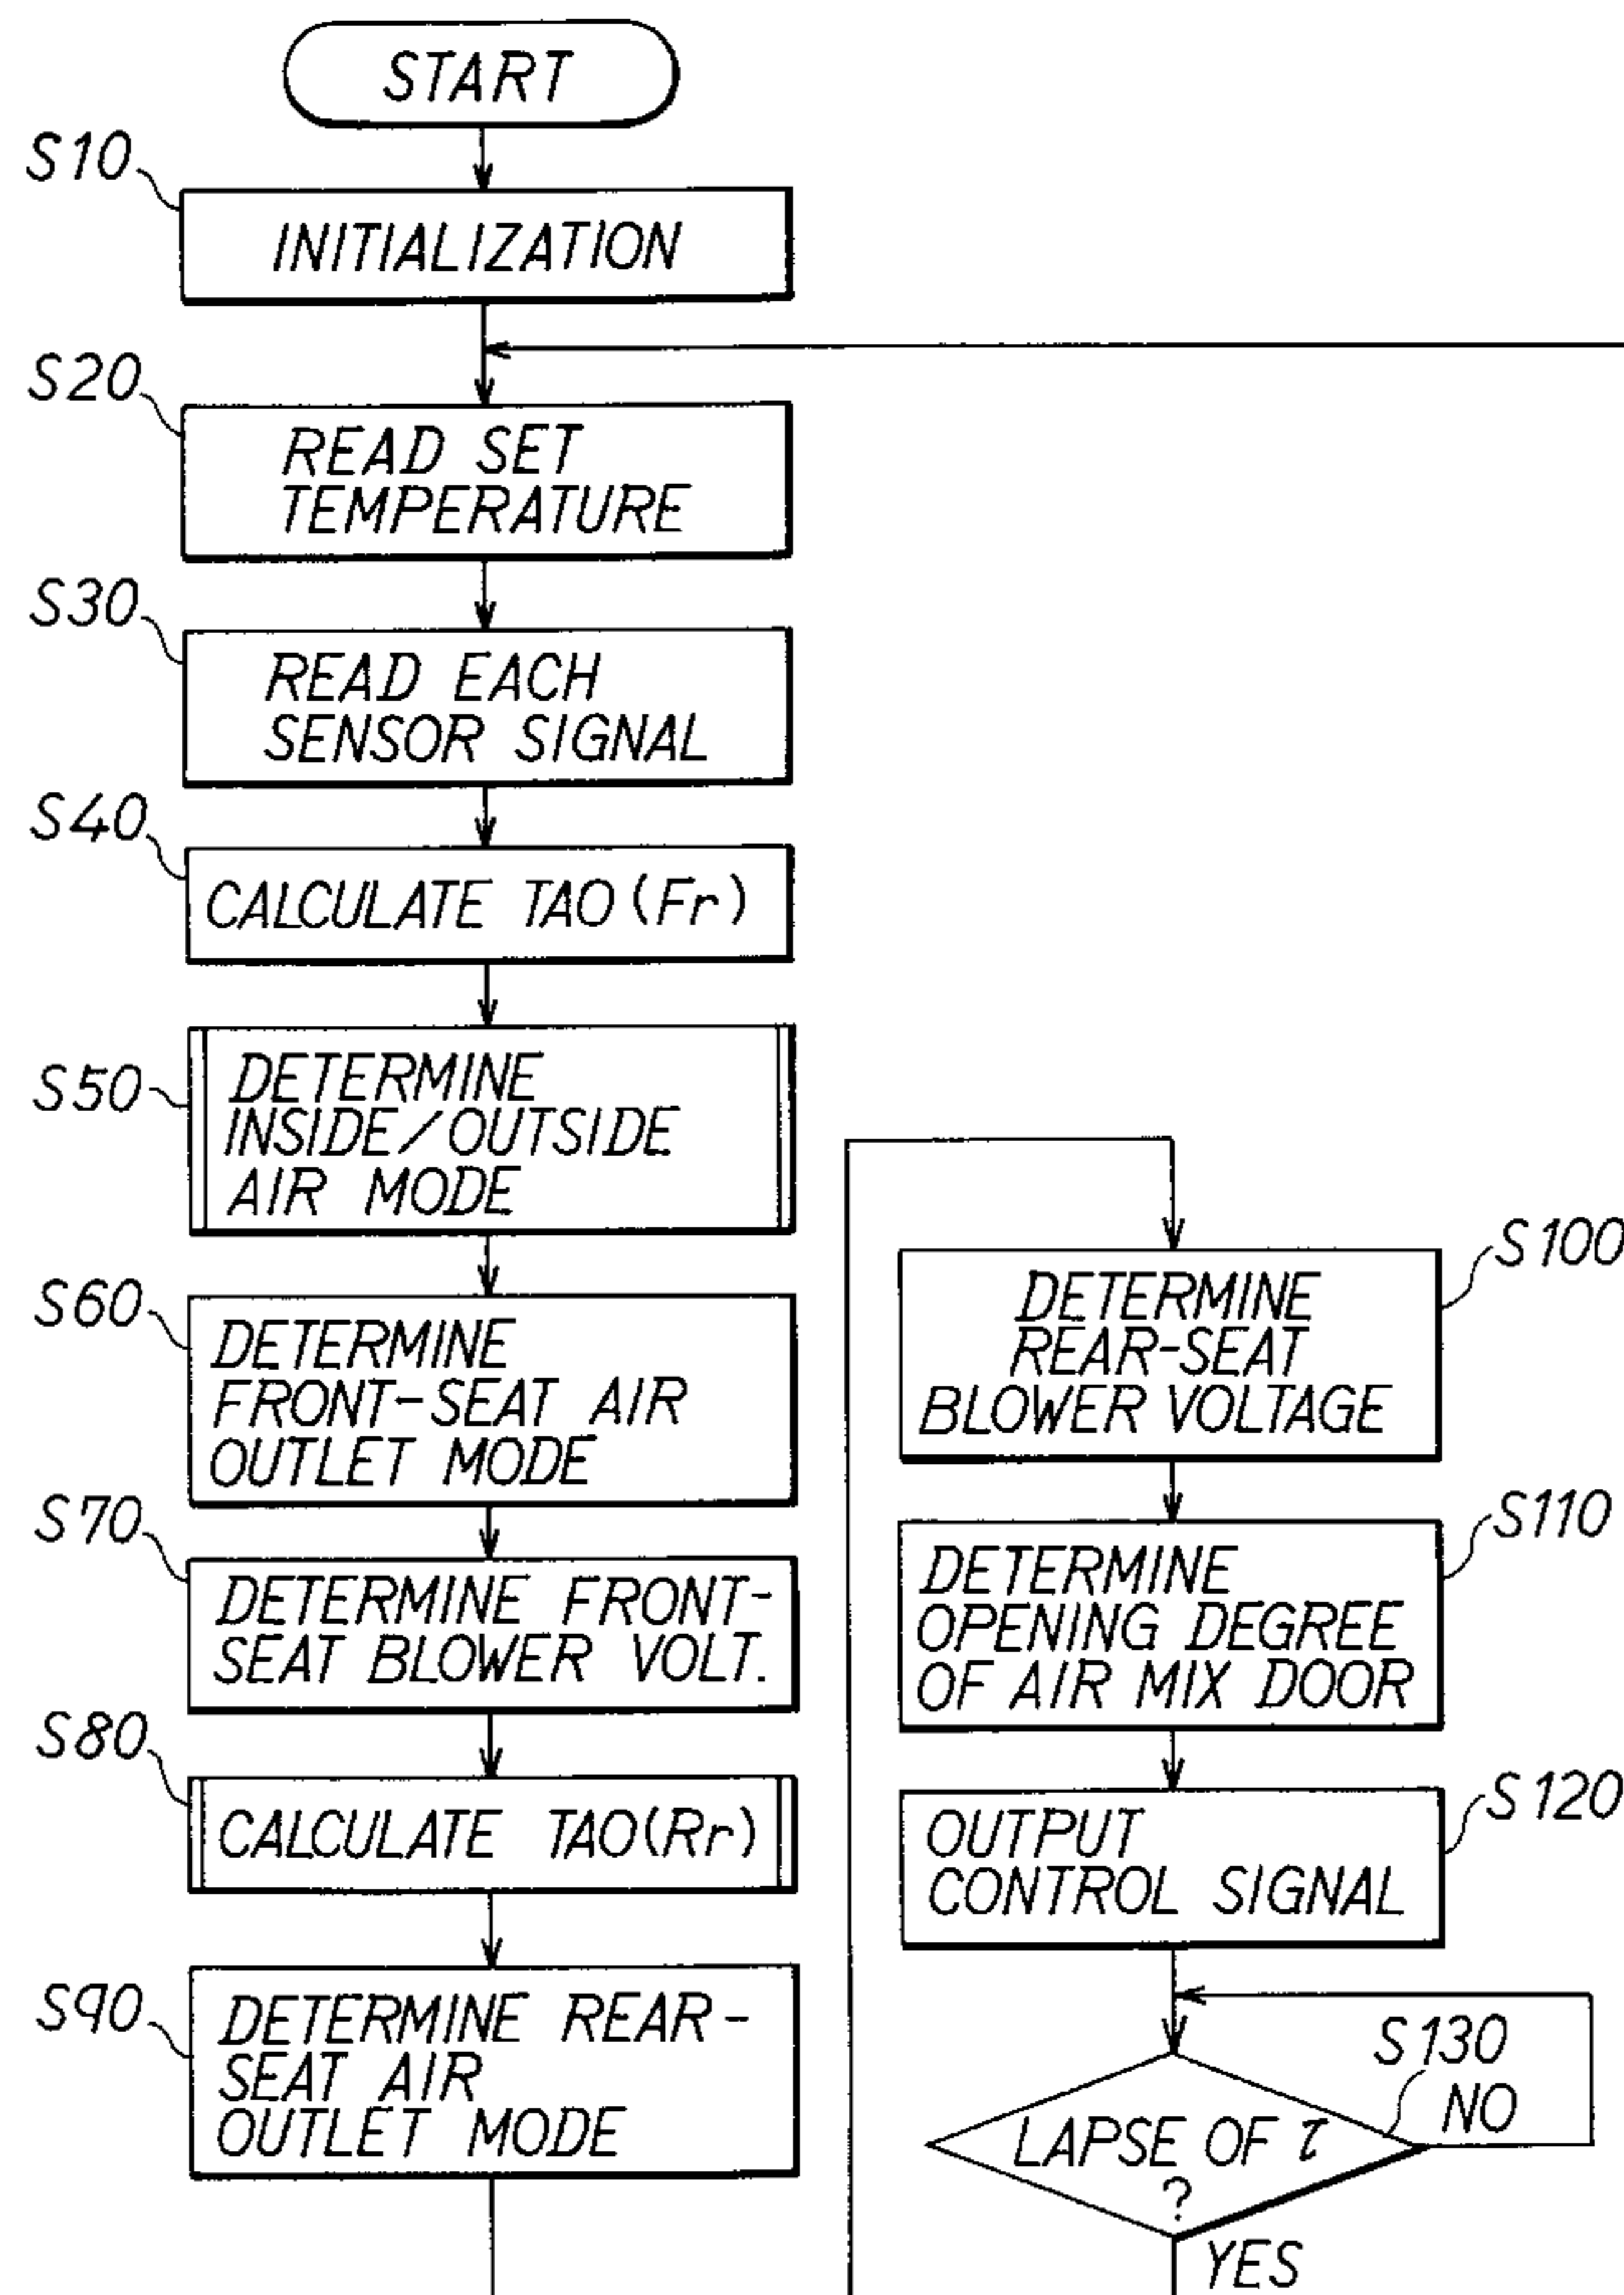 START
S10
INITIALIZATION
S20
READ SET
TEMPERATURE
S30
READ EACH
SENSOR SIGNAL
S40
CALCULATE TAO (Fr)
S50
DETERMINE
INSIDE/OUTSIDE
AIR MODE
S60
DETERMINE
FRONT-SEAT AIR
OUTLET MODE
S70
DETERMINE FRONT-
SEAT BLOWER VOLT.
S80
CALCULATE TAO(Rr)
S90
DETERMINE REAR-
SEAT AIR
OUTLET MODE
S100
DETERMINE
REAR-SEAT
BLOWER VOLTAGE
S110
DETERMINE
OPENING DEGREE
OF AIR MIX DOOR
S120
OUTPUT
CONTROL SIGNAL
S130
NO
LAPSE OF τ
?
YES